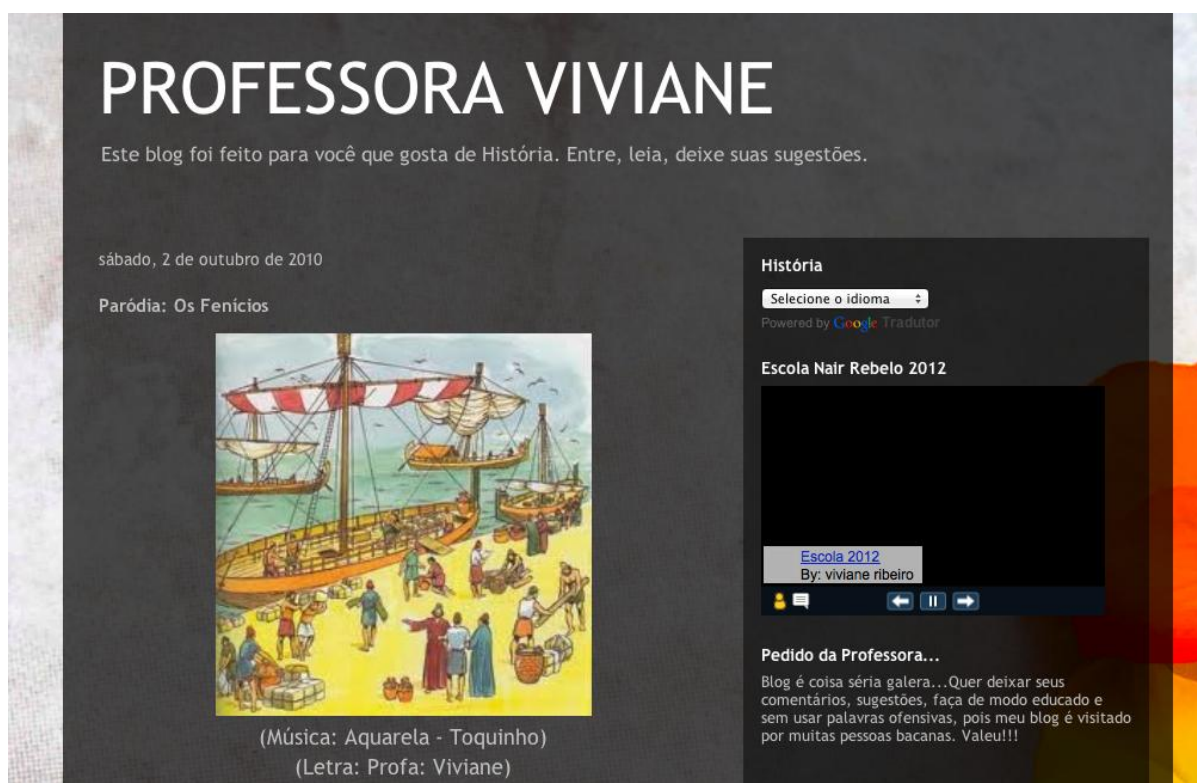 PROFESSORA VIVIANE
Este blog foi feito para você que gosta de História. Entre, leia, deixe suas sugestões.
sábado, 2 de outubro de 2010
Paródia: Os Fenícios
(Música: Aquarela - Toquinho)
(Letra: Profa: Viviane)
História
Selecione o idioma
Powered by Google Tradutor
Escola Nair Rebelo 2012
Escola 2012
By: viviane ribeiro
Pedido da Professora...
Blog é coisa séria galera...Quer deixar seus
comentários, sugestões, faça de modo educado e
sem usar palavras ofensivas, pois meu blog é visitado
por muitas pessoas bacanas. Valeu!!!